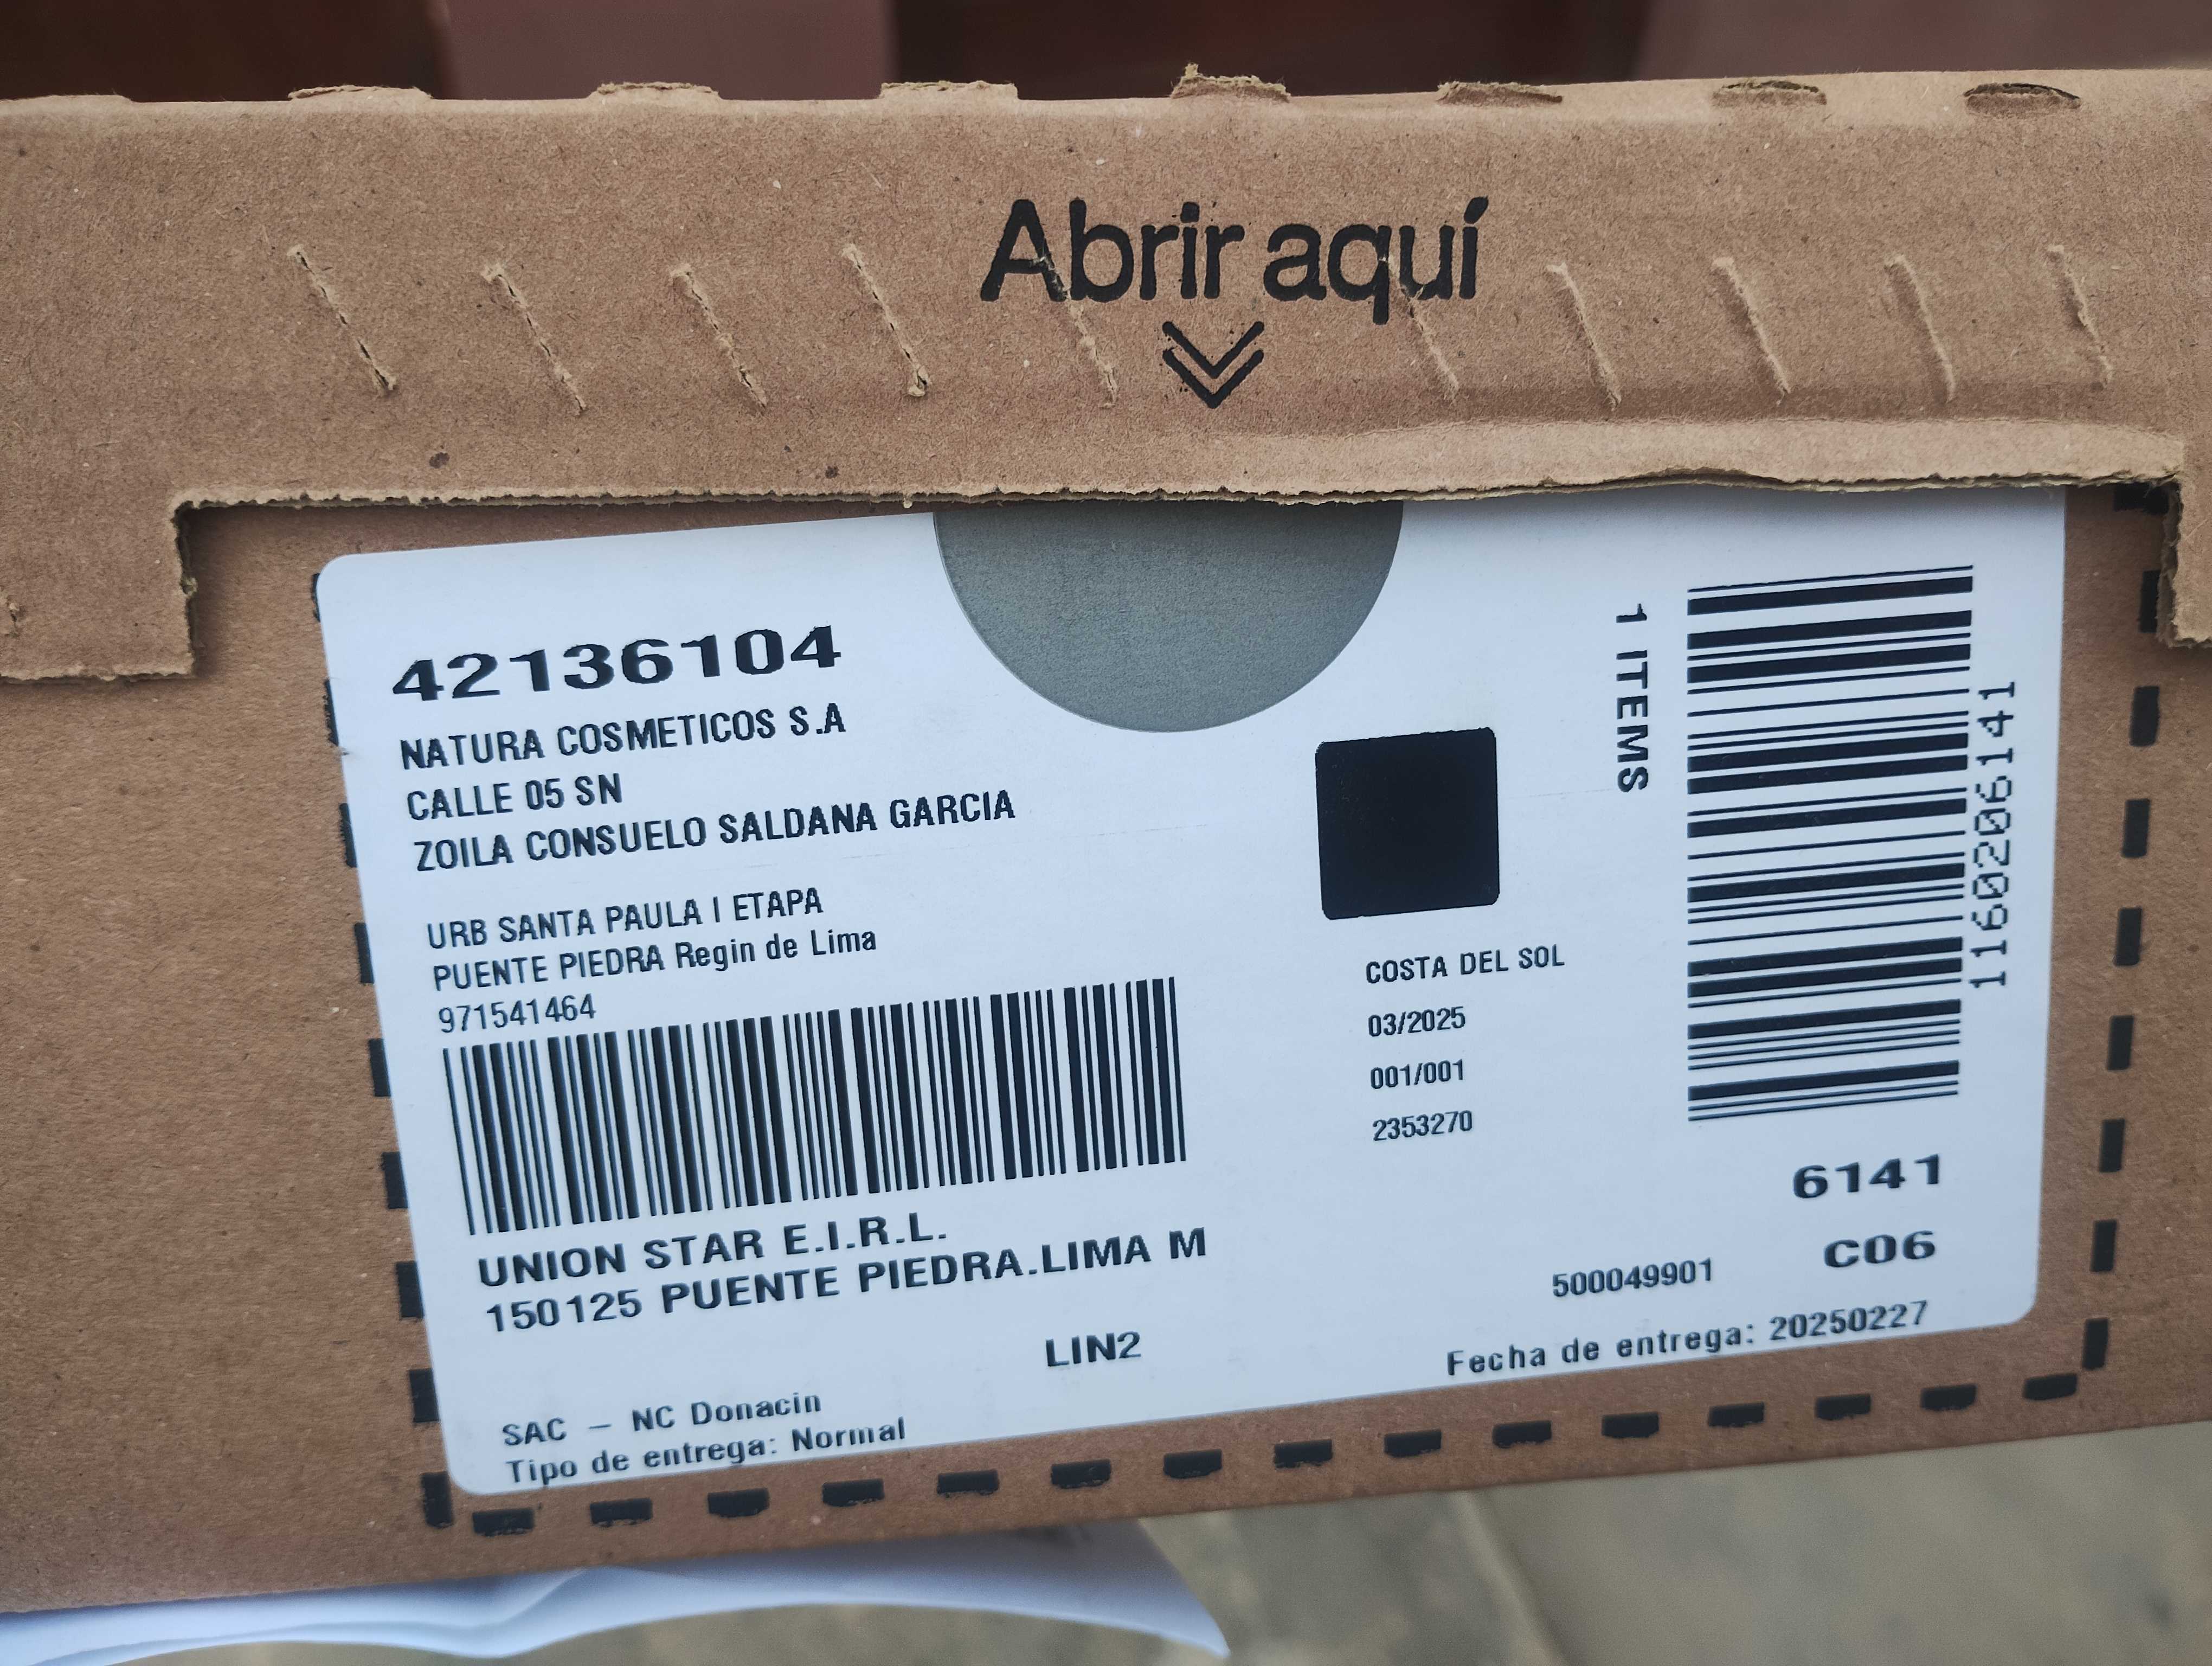 Abrir aquí
42136104
NATURA COSMETICOS S.A
CALLE 05 SN
ZOILA CONSUELO SALDANA GARCIA
URB SANTA PAULA I ETAPA
PUENTE PIEDRA Regin de Lima
971541464
UNION STAR E.I.R.L.
150125 PUENTE PIEDRA.LIMA M
LIN2
SAC – NC Donacin
Tipo de entrega: Normal
COSTA DEL SOL
03/2025
001/001
2353270
1 ITEMS
1160206141
6141
C06
500049901
Fecha de entrega: 20250227